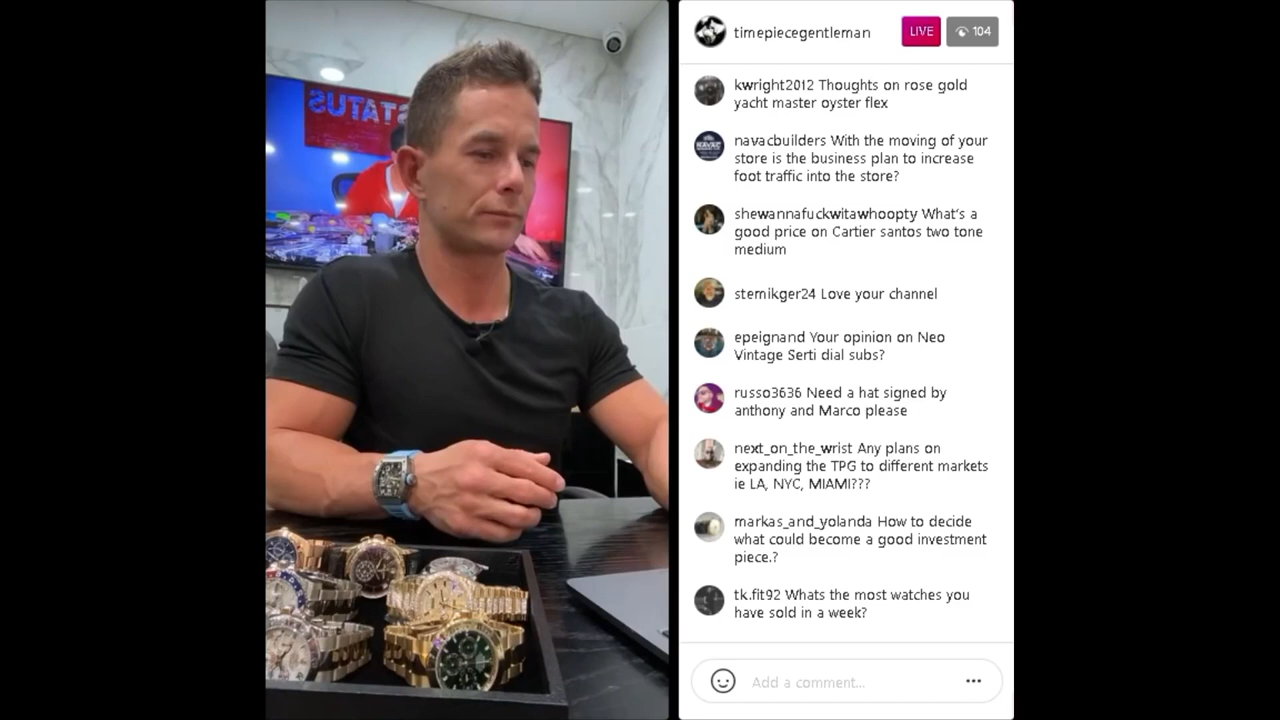 STATUS
timepiecegentleman
LIVE
104
kwright2012 Thoughts on rose gold
yacht master oyster flex
navacbuilders With the moving of your
store is the business plan to increase
foot traffic into the store?
shewannafuckwitawhoopty What's a
good price on Cartier santos two tone
medium
sternikger24 Love your channel
epeignand Your opinion on Neo
Vintage Serti dial subs?
russo3636 Need a hat signed by
anthony and Marco please
next_on_the_wrist Any plans on
expanding the TPG to different markets
ie LA, NYC, MIAMI???
markas_and_yolanda How to decide
what could become a good investment
piece.?
tk.fit92 Whats the most watches you
have sold in a week?
Add a comment...